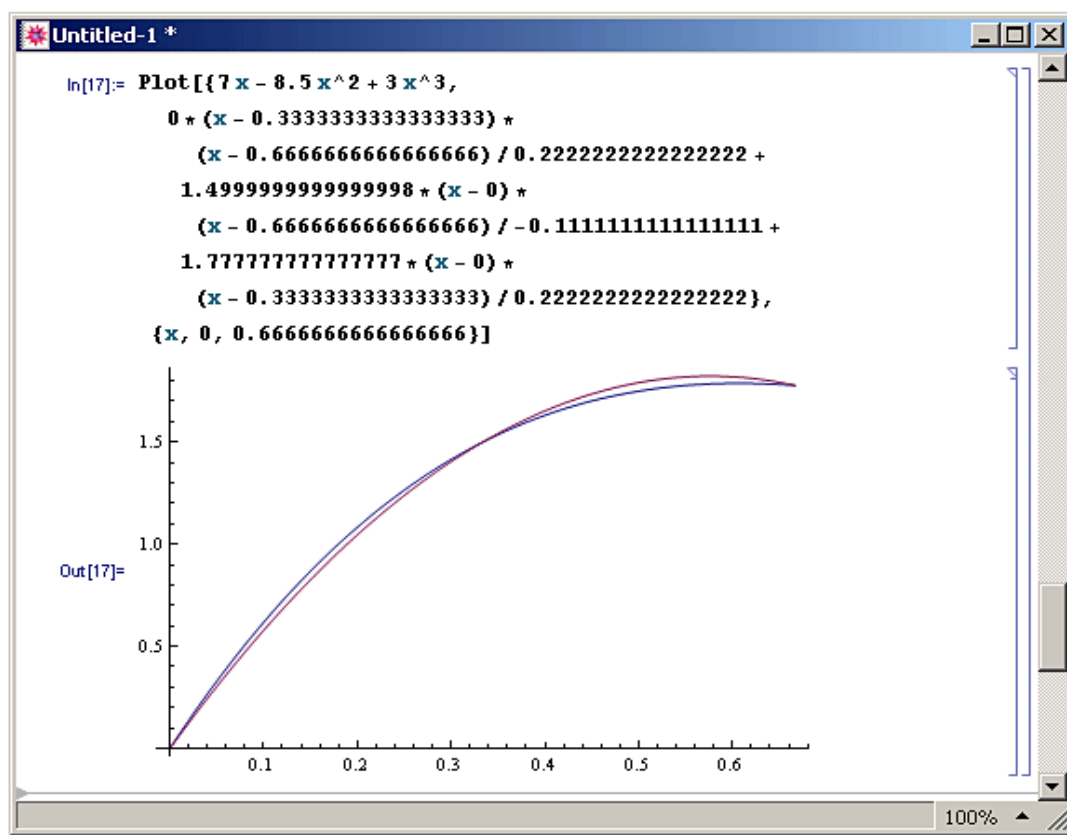 Untitled-1 *
In[17]:= Plot[{7 x - 8.5 x^2 + 3 x^3,
0 * (x - 0.3333333333333333) *
(x - 0.6666666666666666) / 0.2222222222222222 +
1.4999999999999998 * (x - 0) *
(x - 0.6666666666666666) / -0.1111111111111111 +
1.777777777777777 * (x - 0) *
(x - 0.3333333333333333) / 0.2222222222222222},
{x, 0, 0.6666666666666666}]
1.5
1.0
Out[17]=
0.5
0.1 0.2 0.3 0.4 0.5 0.6
100%